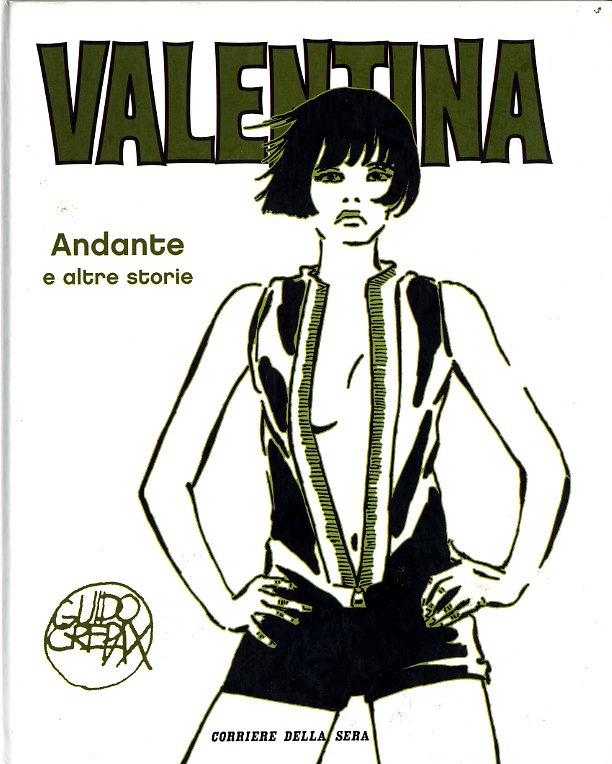 VALENTINA
Andante
e altre storie
GUIDO
CREPAX
CORRIERE DELLA SERA